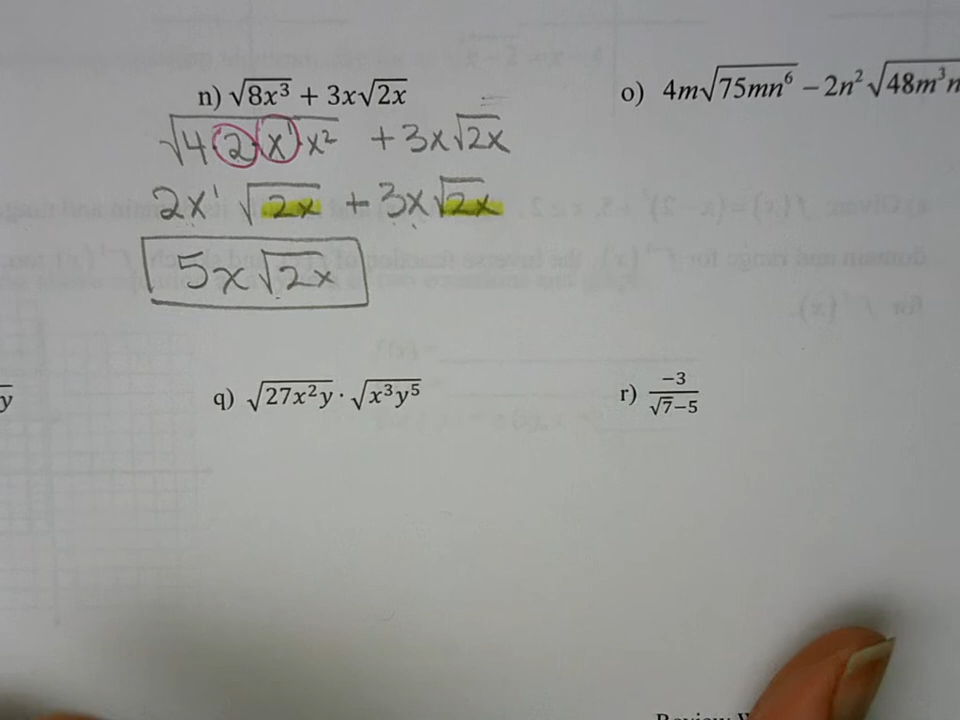 n) √8x³ + 3x√2x
√4·2·x¹·x² + 3x√2x
2x¹ √2x + 3x√2x
5x√2x
o) 4m√75mn⁶ − 2n²√48m³n
y
q) √27x²y · √x³y⁵
r) −3/(√7−5)
Review